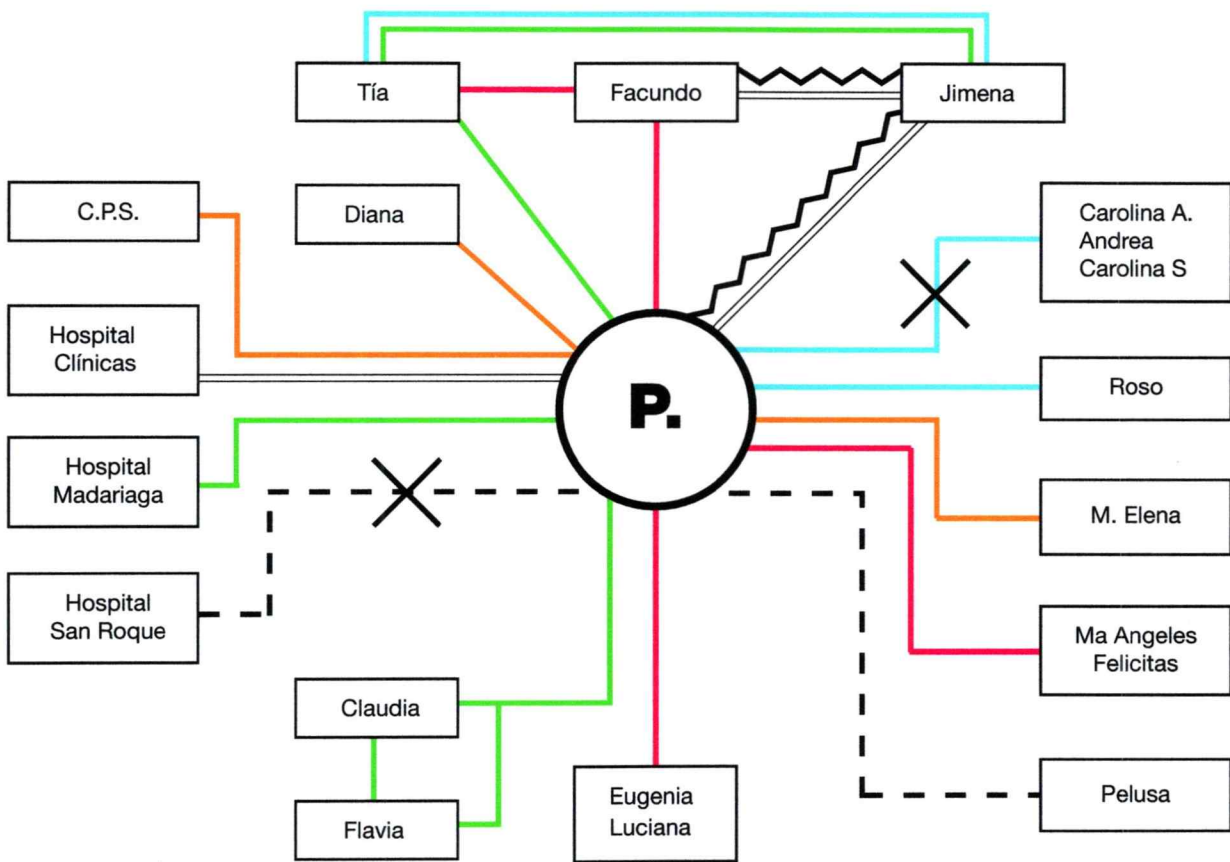 Tía
Facundo
Jimena
C.P.S.
Diana
Carolina A.
Andrea
Carolina S
Hospital
Clínicas
P.
Roso
Hospital
Madariaga
M. Elena
Hospital
San Roque
Ma Angeles
Felicitas
Claudia
Flavia
Eugenia
Luciana
Pelusa